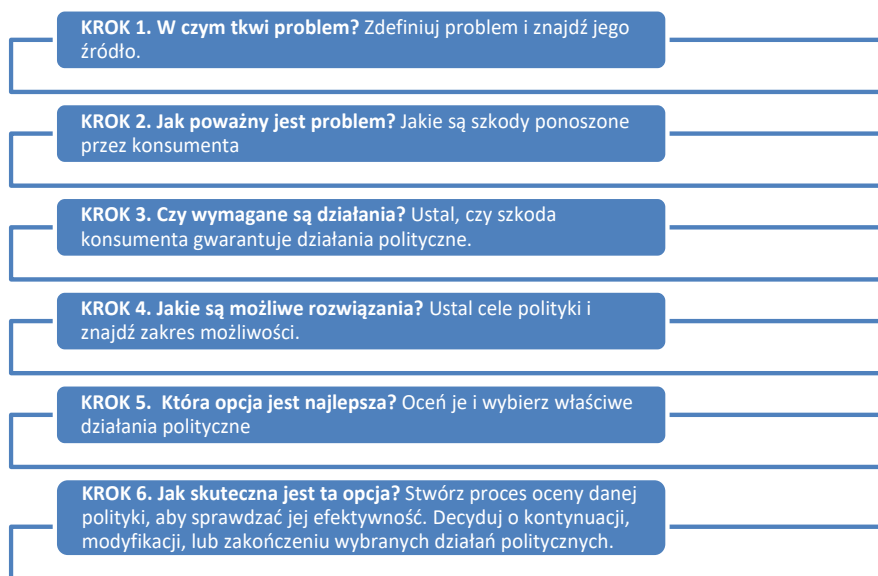 KROK 1. W czym tkwi problem? Zdefiniuj problem i znajdź jego
źródło.
KROK 2. Jak poważny jest problem? Jakie są szkody ponoszone
przez konsumenta
KROK 3. Czy wymagane są działania? Ustal, czy szkoda
konsumenta gwarantuje działania polityczne.
KROK 4. Jakie są możliwe rozwiązania? Ustal cele polityki i
znajdź zakres możliwości.
KROK 5.  Która opcja jest najlepsza? Oceń je i wybierz właściwe
działania polityczne
KROK 6. Jak skuteczna jest ta opcja? Stwórz proces oceny danej
polityki, aby sprawdzać jej efektywność. Decyduj o kontynuacji,
modyfikacji, lub zakończeniu wybranych działań politycznych.